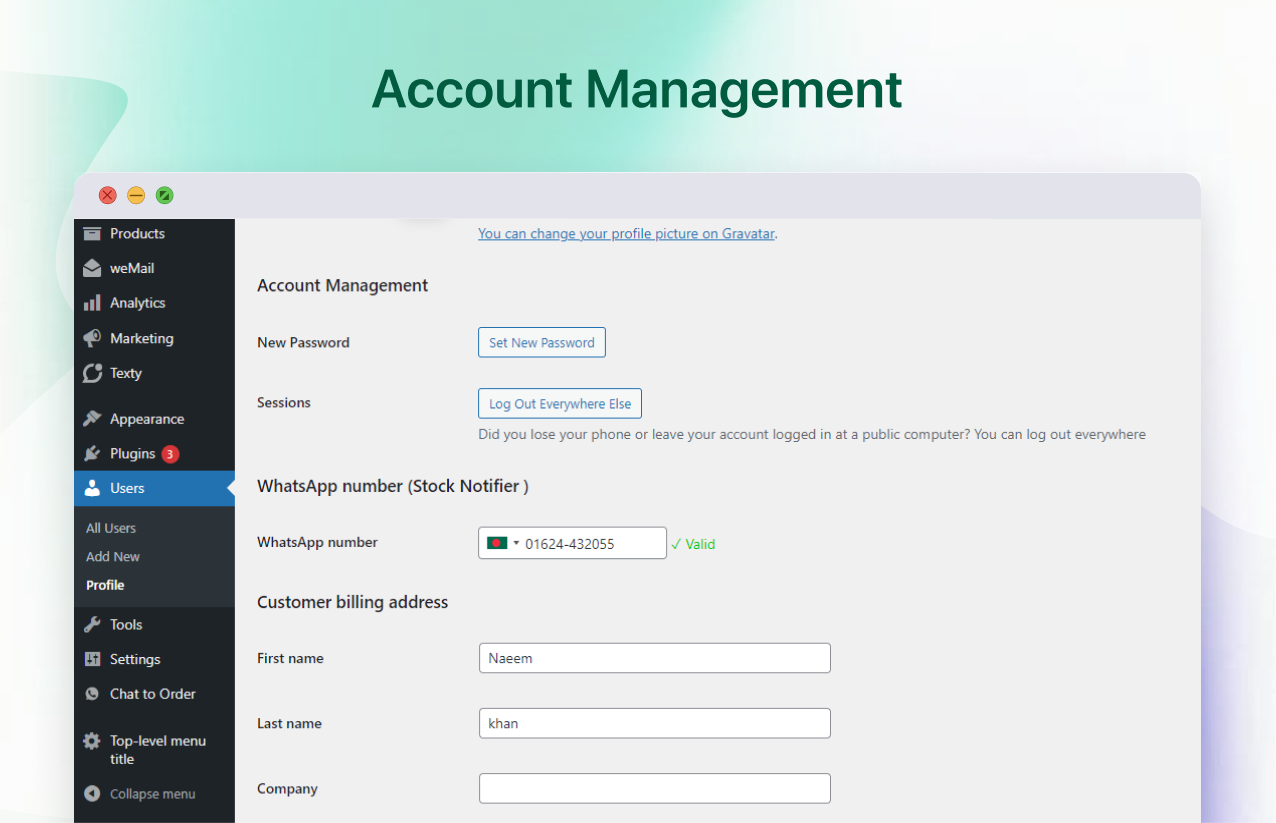 Account Management
Products
weMail
Analytics
Marketing
Texty
Appearance
Plugins 3
Users
All Users
Add New
Profile
Tools
Settings
Chat to Order
Top-level menu
title
Collapse menu
You can change your profile picture on Gravatar.
Account Management
New Password
Set New Password
Sessions
Log Out Everywhere Else
Did you lose your phone or leave your account logged in at a public computer? You can log out everywhere
WhatsApp number (Stock Notifier )
WhatsApp number
01624-432055
✓ Valid
Customer billing address
First name
Naeem
Last name
khan
Company